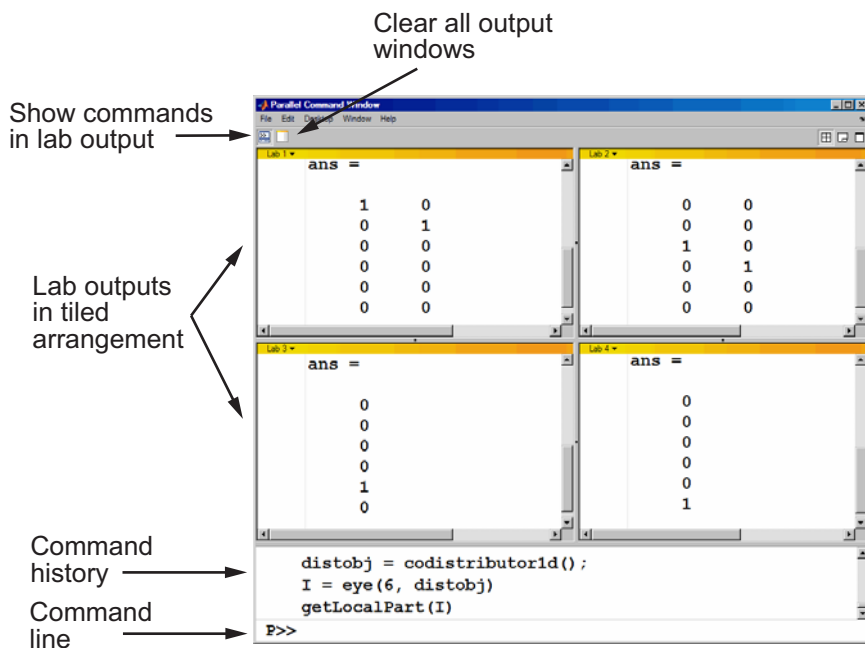 Clear all output
windows
Show commands
in lab output
Parallel Command Window
File Edit Desktop Window Help
Lab 1
ans =
1 0
0 1
0 0
0 0
0 0
0 0
Lab 2
ans =
0 0
0 0
1 0
0 1
0 0
0 0
Lab outputs
in tiled
arrangement
Lab 3
ans =
0
0
0
0
1
0
Lab 4
ans =
0
0
0
0
0
1
Command
history
distobj = codistributor1d();
I = eye(6, distobj)
getLocalPart(I)
Command
line
P>>